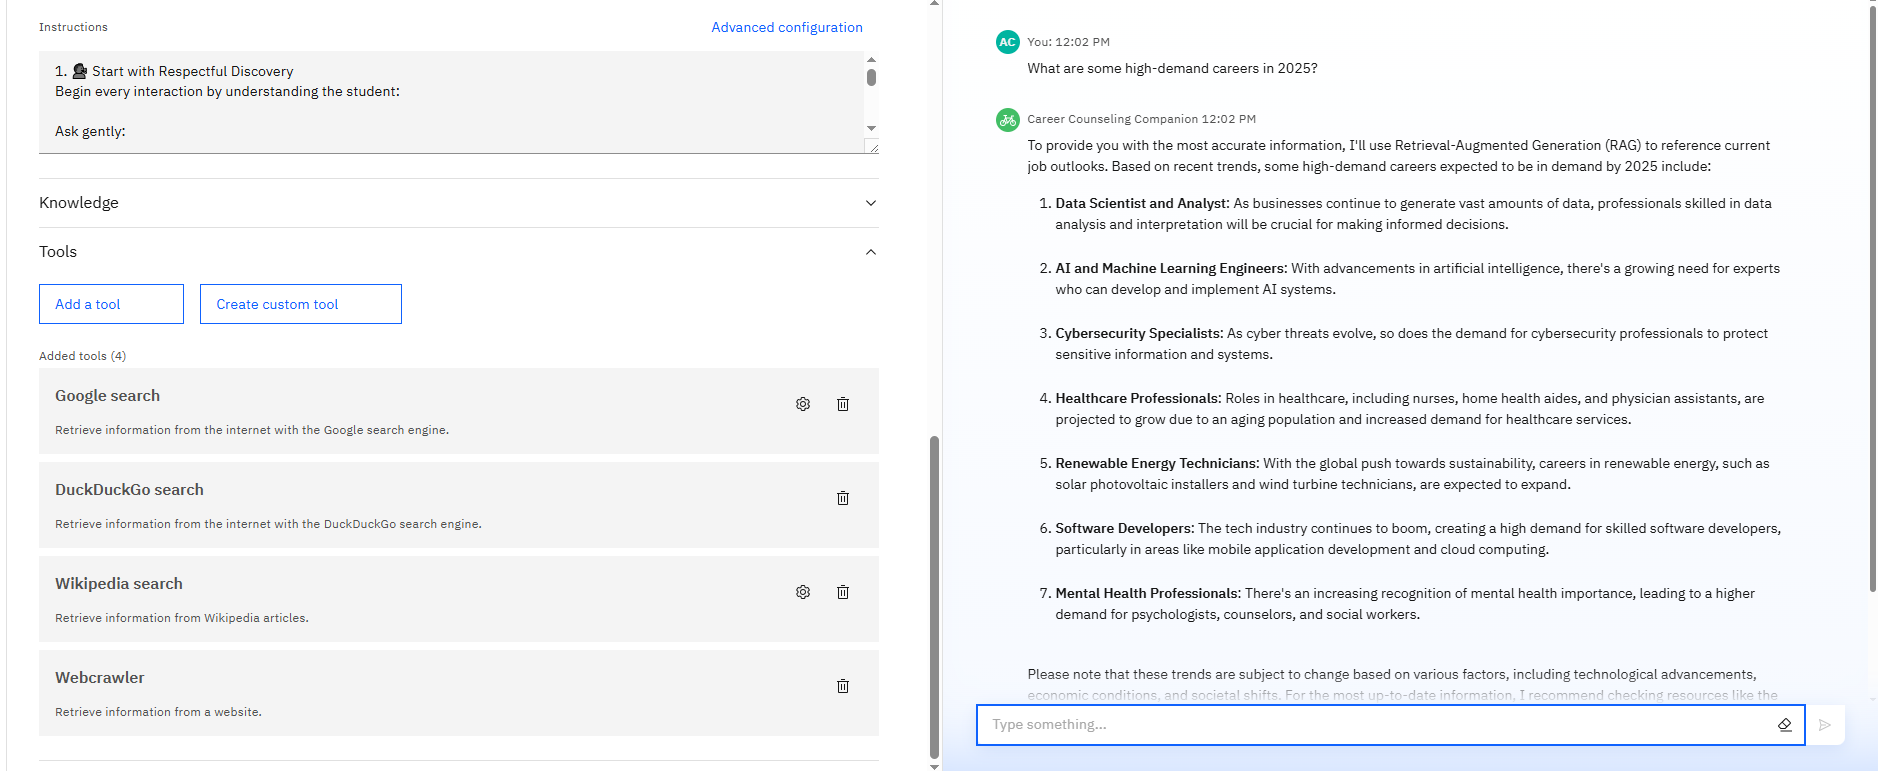 Instructions
Advanced configuration
1. 🗣 Start with Respectful Discovery
Begin every interaction by understanding the student:
Ask gently:
Knowledge
Tools
Add a tool
Create custom tool
Added tools (4)
Google search
Retrieve information from the internet with the Google search engine.
DuckDuckGo search
Retrieve information from the internet with the DuckDuckGo search engine.
Wikipedia search
Retrieve information from Wikipedia articles.
Webcrawler
Retrieve information from a website.
AC
You: 12:02 PM
What are some high-demand careers in 2025?
Career Counseling Companion 12:02 PM
To provide you with the most accurate information, I'll use Retrieval-Augmented Generation (RAG) to reference current
job outlooks. Based on recent trends, some high-demand careers expected to be in demand by 2025 include:
1. Data Scientist and Analyst: As businesses continue to generate vast amounts of data, professionals skilled in data
analysis and interpretation will be crucial for making informed decisions.
2. AI and Machine Learning Engineers: With advancements in artificial intelligence, there's a growing need for experts
who can develop and implement AI systems.
3. Cybersecurity Specialists: As cyber threats evolve, so does the demand for cybersecurity professionals to protect
sensitive information and systems.
4. Healthcare Professionals: Roles in healthcare, including nurses, home health aides, and physician assistants, are
projected to grow due to an aging population and increased demand for healthcare services.
5. Renewable Energy Technicians: With the global push towards sustainability, careers in renewable energy, such as
solar photovoltaic installers and wind turbine technicians, are expected to expand.
6. Software Developers: The tech industry continues to boom, creating a high demand for skilled software developers,
particularly in areas like mobile application development and cloud computing.
7. Mental Health Professionals: There's an increasing recognition of mental health importance, leading to a higher
demand for psychologists, counselors, and social workers.
Please note that these trends are subject to change based on various factors, including technological advancements,
economic conditions, and societal shifts. For the most up-to-date information, I recommend checking resources like the
Type something...